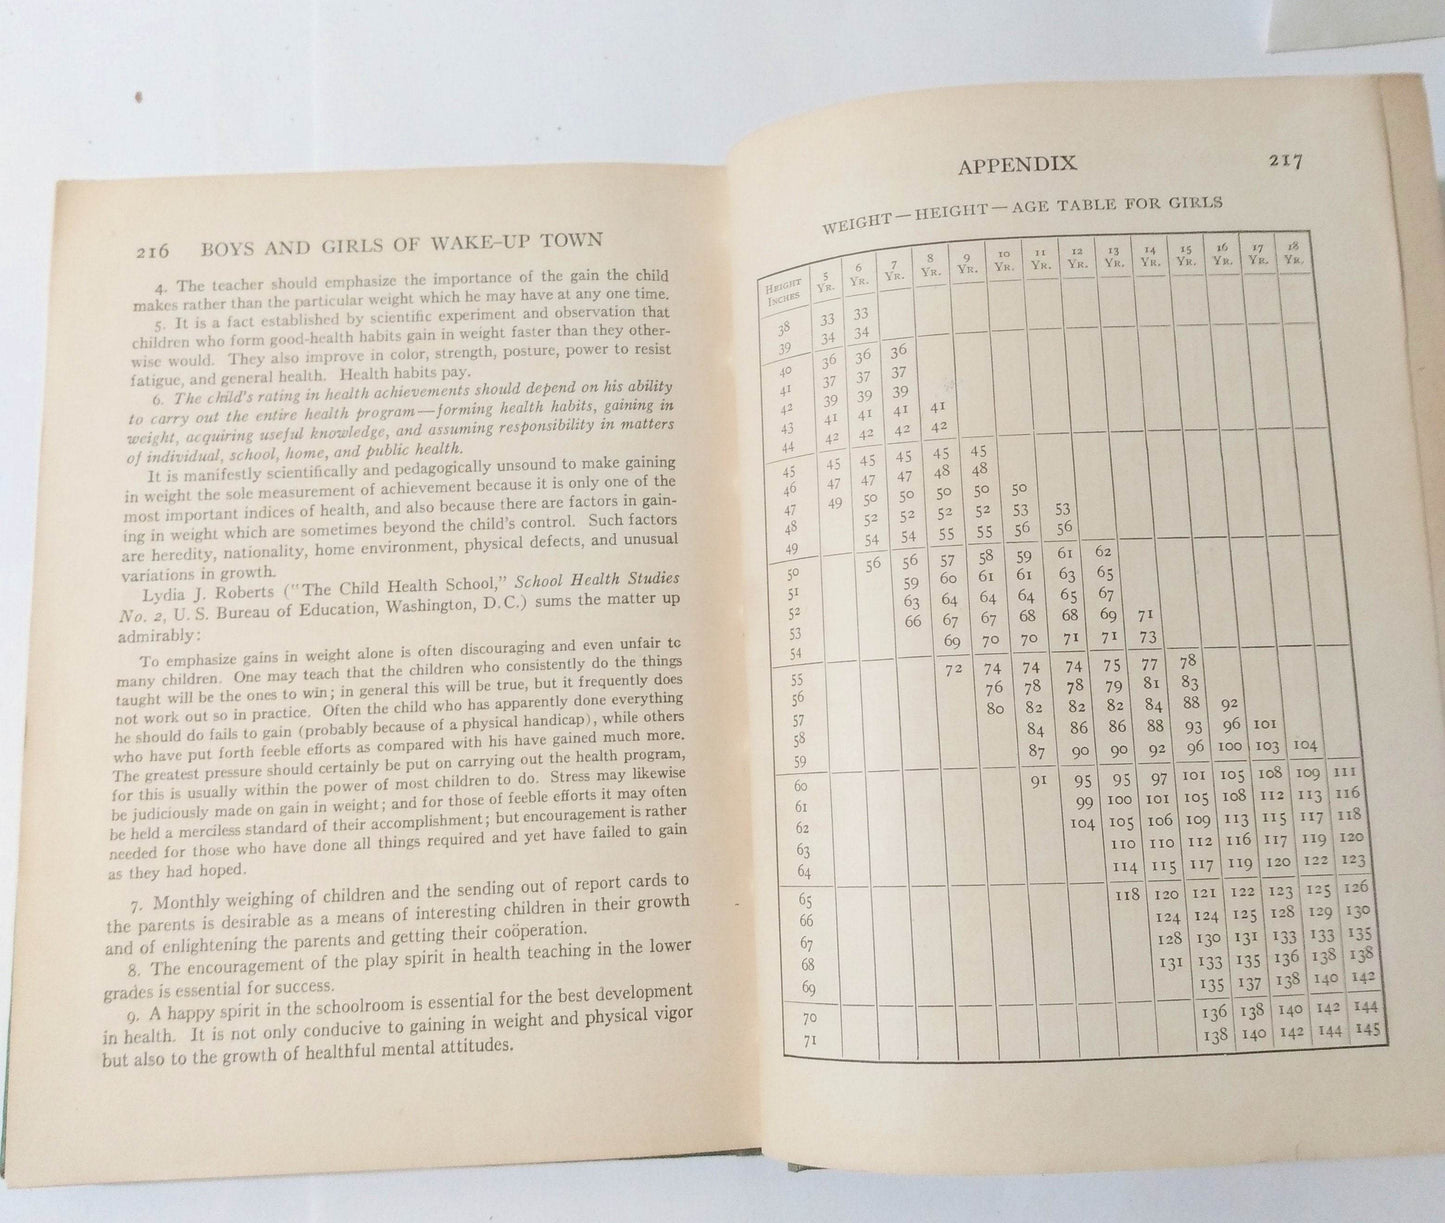 216 BOYS AND GIRLS OF WAKE-UP TOWN
4. The teacher should emphasize the importance of the gain the child
makes rather than the particular weight which he may have at any one time.
5. It is a fact established by scientific experiment and observation that
children who form good-health habits gain in weight faster than they other-
wise would. They also improve in color, strength, posture, power to resist
fatigue, and general health. Health habits pay.
6. The child's rating in health achievements should depend on his ability
to carry out the entire health program—forming health habits, gaining in
weight, acquiring useful knowledge, and assuming responsibility in matters
of individual, school, home, and public health.
It is manifestly scientifically and pedagogically unsound to make gaining
in weight the sole measurement of achievement because it is only one of the
most important indices of health, and also because there are factors in gain-
ing in weight which are sometimes beyond the child's control. Such factors
are heredity, nationality, home environment, physical defects, and unusual
variations in growth.
Lydia J. Roberts ("The Child Health School," School Health Studies
No. 2, U. S. Bureau of Education, Washington, D. C.) sums the matter up
admirably:
To emphasize gains in weight alone is often discouraging and even unfair to
many children. One may teach that the children who consistently do the things
taught will be the ones to win; in general this will be true, but it frequently does
not work out so in practice. Often the child who has apparently done everything
he should do fails to gain (probably because of a physical handicap), while others
who have put forth feeble efforts as compared with his have gained much more.
The greatest pressure should certainly be put on carrying out the health program,
for this is usually within the power of most children to do. Stress may likewise
be judiciously made on gain in weight; and for those of feeble efforts it may often
be held a merciless standard of their accomplishment; but encouragement is rather
needed for those who have done all things required and yet have failed to gain
as they had hoped.
7. Monthly weighing of children and the sending out of report cards to
the parents is desirable as a means of interesting children in their growth
and of enlightening the parents and getting their coöperation.
8. The encouragement of the play spirit in health teaching in the lower
grades is essential for success.
9. A happy spirit in the schoolroom is essential for the best development
in health. It is not only conducive to gaining in weight and physical vigor
but also to the growth of healthful mental attitudes.
APPENDIX 217
WEIGHT—HEIGHT—AGE TABLE FOR GIRLS
HEIGHT INCHES 5 YR. 6 YR. 7 YR. 8 YR. 9 YR. 10 YR. 11 YR. 12 YR. 13 YR. 14 YR. 15 YR. 16 YR. 17 YR. 18 YR.
38 33 33
39 34 34
40 36 36 36
41 37 37 37
42 39 39 39
43 41 41 41 41
44 42 42 42 42
45 45 45 45 45 45
46 47 47 47 48 48
47 49 50 50 50 50 50
48 52 52 52 52 53 53
49 54 54 55 55 56 56
50 56 56 57 58 59 61 62
51 59 60 61 61 63 65
52 63 64 64 64 65 67
53 66 67 67 68 68 69 71
54 69 70 70 71 71 73
55 72 74 74 74 75 77 78
56 76 78 78 79 81 83
57 80 82 82 82 84 88 92
58 84 86 86 88 93 96 101
59 87 90 90 92 96 100 103 104
60 91 95 95 97 101 105 108 109 111
61 99 100 101 105 108 112 113 116
62 104 105 106 109 113 115 117 118
63 110 110 112 116 117 119 120
64 114 115 117 119 120 122 123
65 118 120 121 122 123 125 126
66 124 124 125 128 129 130
67 128 130 131 133 133 135
68 131 133 135 136 138 138
69 135 137 138 140 142
70 136 138 140 142 144
71 138 140 142 144 145